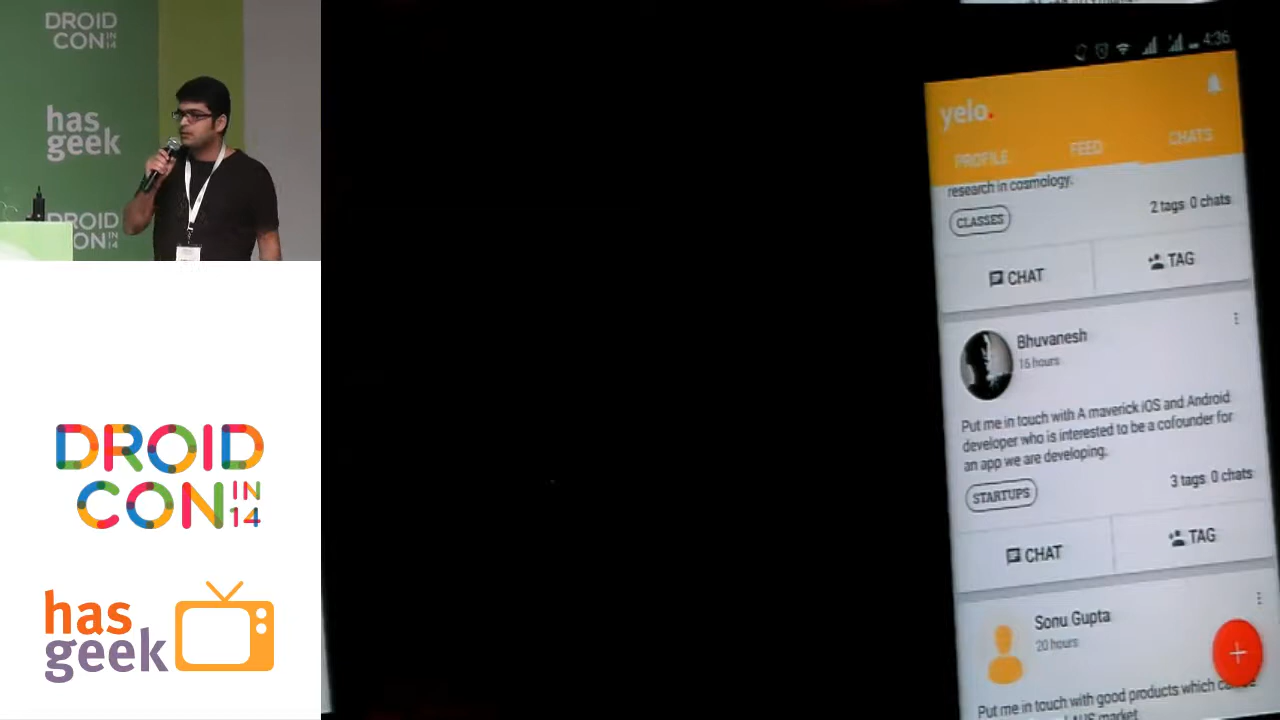 DROID
CON IN 14
has
geek
DROID
CON IN 14
DROID
CON IN
14
has
geek
4:36
yelo.
PROFILE
FEED
CHATS
research in cosmology.
CLASSES
2 tags 0 chats
CHAT
TAG
Bhuvanesh
16 hours
Put me in touch with A maverick iOS and Android
developer who is interested to be a cofounder for
an app we are developing.
STARTUPS
3 tags 0 chats
CHAT
TAG
Sonu Gupta
20 hours
Put me in touch with good products which
market